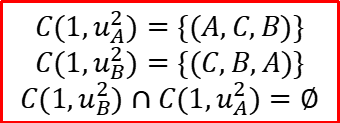 𝐶(1, 𝑢_𝐴^2) = {(𝐴, 𝐶, 𝐵)}
𝐶(1, 𝑢_𝐵^2) = {(𝐶, 𝐵, 𝐴)}
𝐶(1, 𝑢_𝐵^2) ∩ 𝐶(1, 𝑢_𝐴^2) = ∅